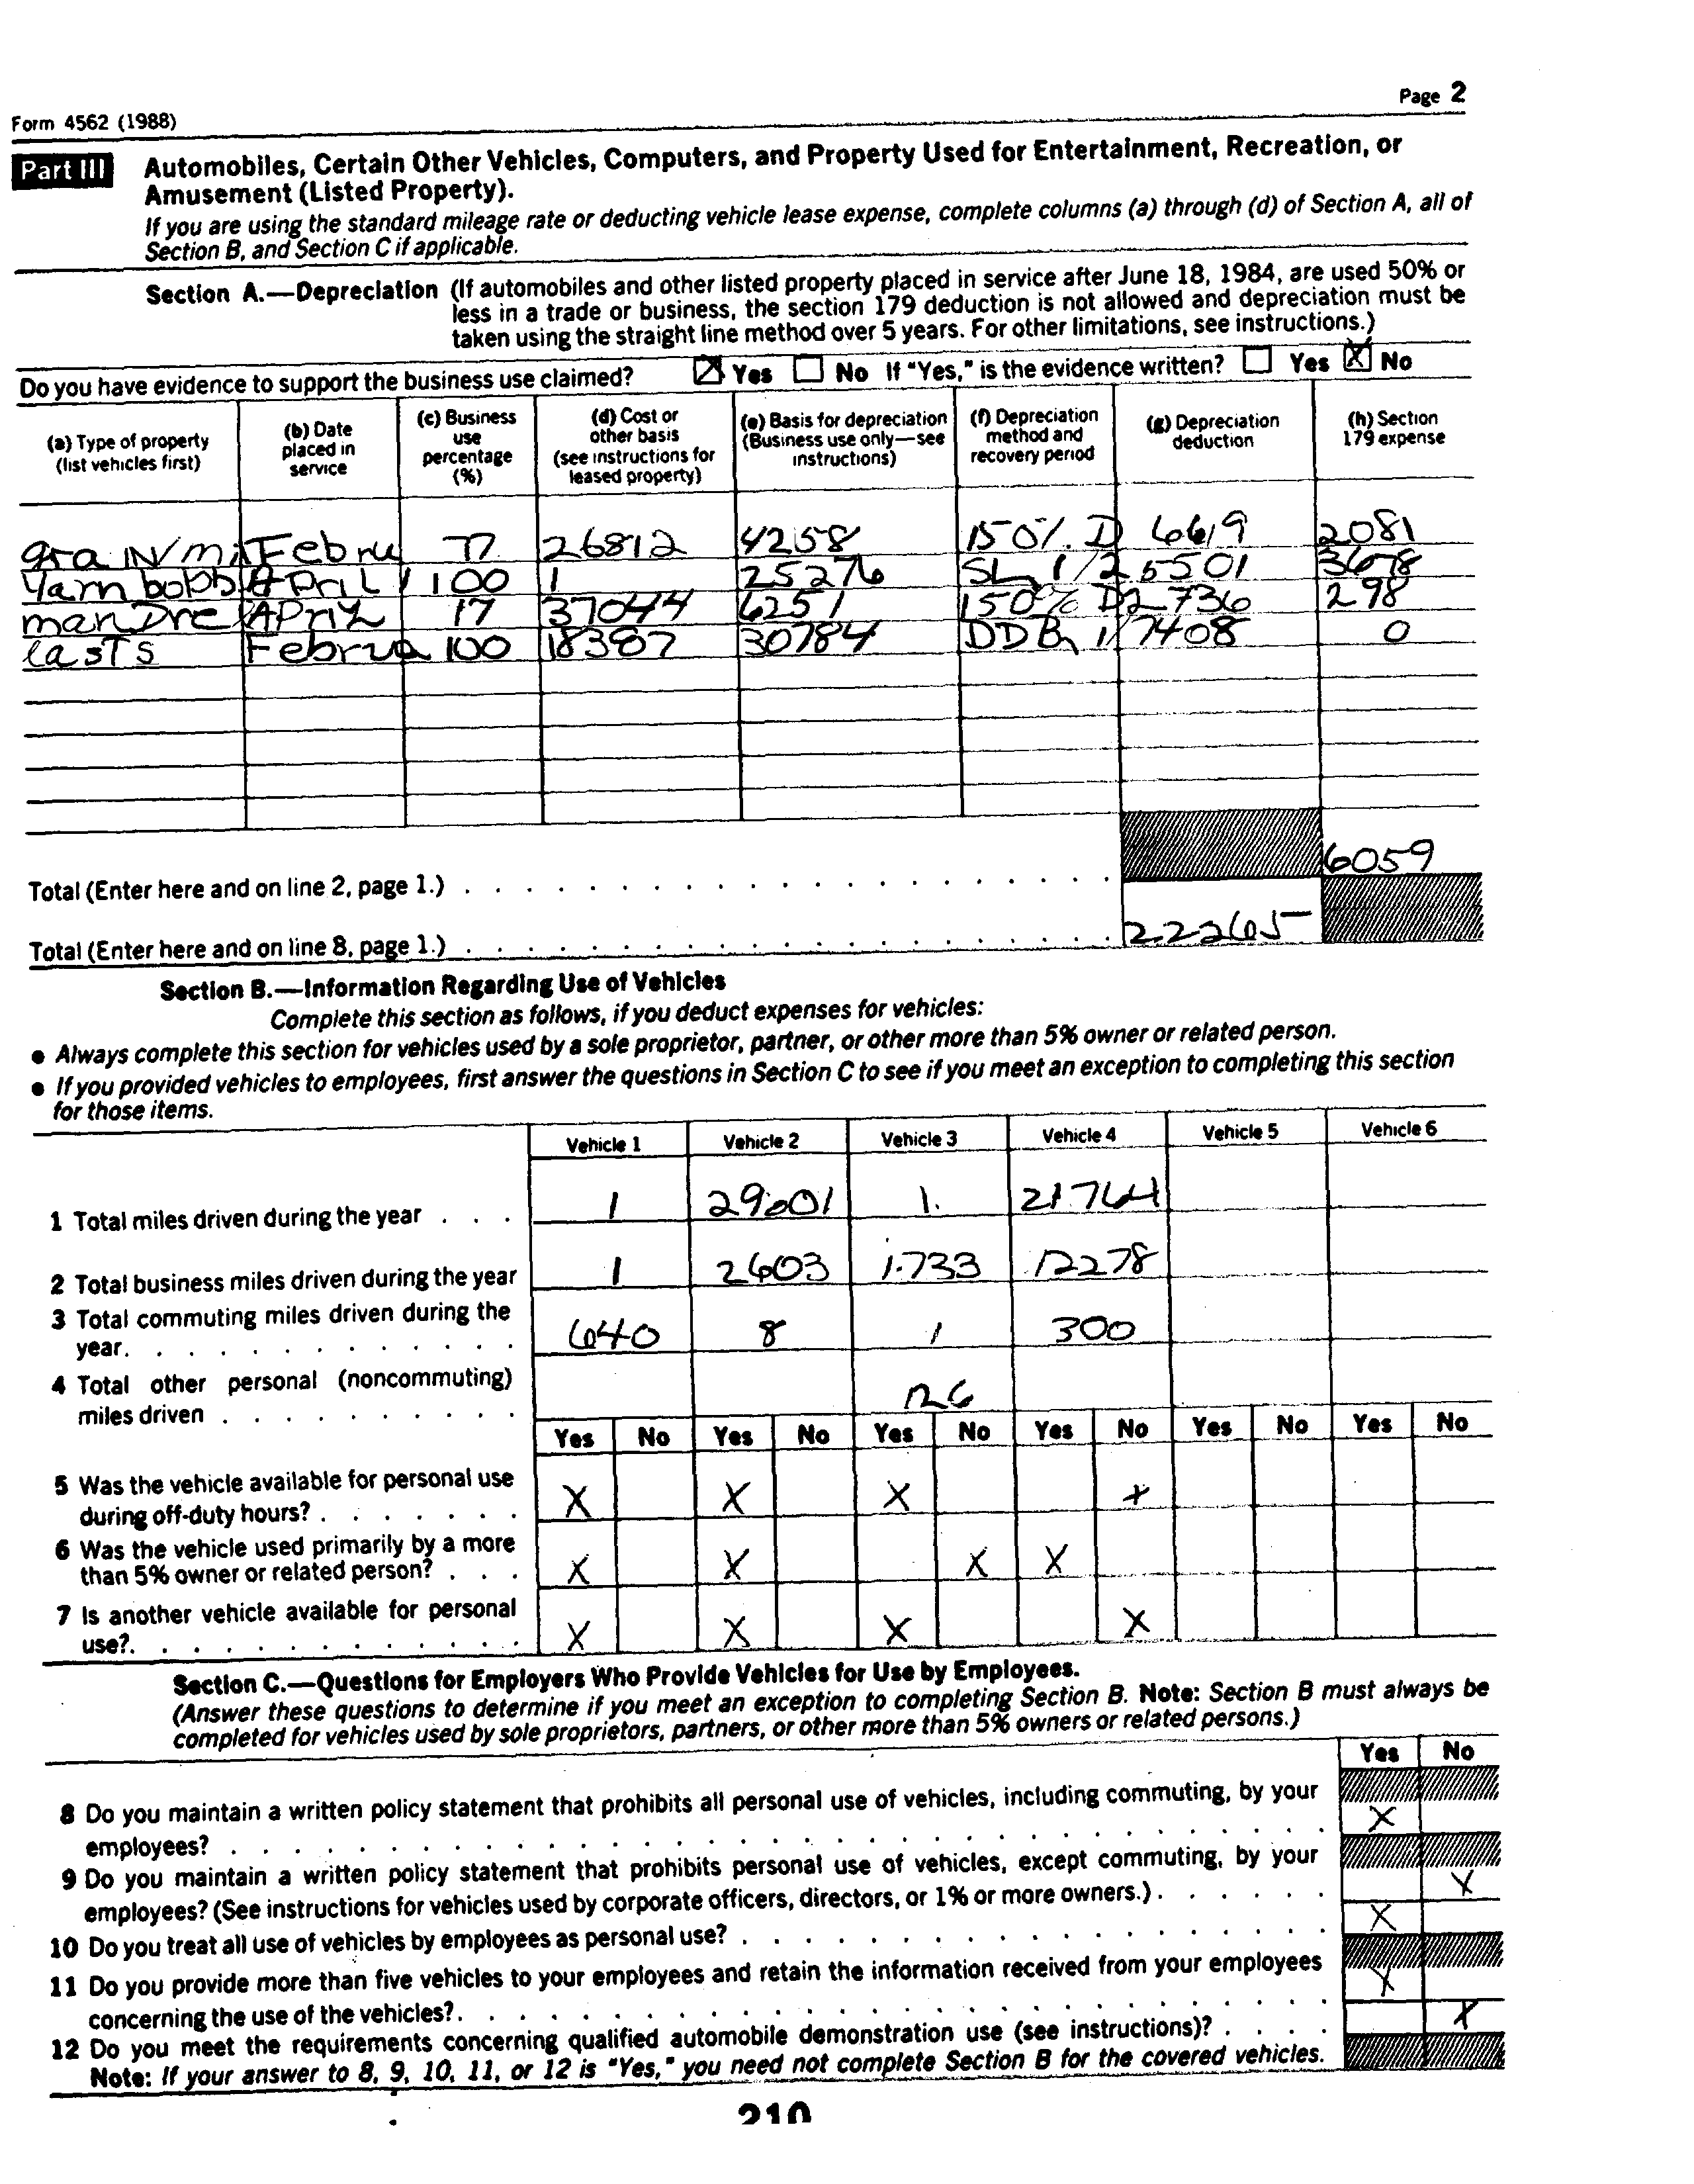 Form 4562 (1988) Page 2
Part III Automobiles, Certain Other Vehicles, Computers, and Property Used for Entertainment, Recreation, or
Amusement (Listed Property).
If you are using the standard mileage rate or deducting vehicle lease expense, complete columns (a) through (d) of Section A, all of
Section B, and Section C if applicable.
Section A.—Depreciation (If automobiles and other listed property placed in service after June 18, 1984, are used 50% or
less in a trade or business, the section 179 deduction is not allowed and depreciation must be
taken using the straight line method over 5 years. For other limitations, see instructions.)
Do you have evidence to support the business use claimed? X Yes No If "Yes," is the evidence written? Yes X No
(a) Type of property
(list vehicles first)
(b) Date
placed in
service
(c) Business
use
percentage
(%)
(d) Cost or
other basis
(see instructions for
leased property)
(e) Basis for depreciation
(Business use only—see
instructions)
(f) Depreciation
method and
recovery period
(g) Depreciation
deduction
(h) Section
179 expense
graIN/mi Febru 77 26812 4258 150% D 6619 2081
Yarn bobb APril 1 100 1 25276 SL, 1/2 5501 3678
manDre APriL 17 37044 6251 150% D 2736 298
lasTs Februa 100 18387 30784 DDB, 1/ 7408 0
6059
Total (Enter here and on line 2, page 1.)
22265
Total (Enter here and on line 8, page 1.)
Section B.—Information Regarding Use of Vehicles
Complete this section as follows, if you deduct expenses for vehicles:
● Always complete this section for vehicles used by a sole proprietor, partner, or other more than 5% owner or related person.
● If you provided vehicles to employees, first answer the questions in Section C to see if you meet an exception to completing this section
for those items.
Vehicle 1 Vehicle 2 Vehicle 3 Vehicle 4 Vehicle 5 Vehicle 6
1 Total miles driven during the year . . . 1 29601 1. 21764
2 Total business miles driven during the year 1 2603 1733 12278
3 Total commuting miles driven during the
year. 640 8 1 300
4 Total other personal (noncommuting)
miles driven 126
Yes No Yes No Yes No Yes No Yes No Yes No
5 Was the vehicle available for personal use
during off-duty hours? X X X X
6 Was the vehicle used primarily by a more
than 5% owner or related person? . . . X X X X
7 Is another vehicle available for personal
use?. X X X X
Section C.—Questions for Employers Who Provide Vehicles for Use by Employees.
(Answer these questions to determine if you meet an exception to completing Section B. Note: Section B must always be
completed for vehicles used by sole proprietors, partners, or other more than 5% owners or related persons.)
Yes No
8 Do you maintain a written policy statement that prohibits all personal use of vehicles, including commuting, by your
employees? X
9 Do you maintain a written policy statement that prohibits personal use of vehicles, except commuting, by your
employees? (See instructions for vehicles used by corporate officers, directors, or 1% or more owners.) X
10 Do you treat all use of vehicles by employees as personal use? X
11 Do you provide more than five vehicles to your employees and retain the information received from your employees
concerning the use of the vehicles?. X
12 Do you meet the requirements concerning qualified automobile demonstration use (see instructions)? X
Note: If your answer to 8, 9, 10, 11, or 12 is "Yes," you need not complete Section B for the covered vehicles.
210